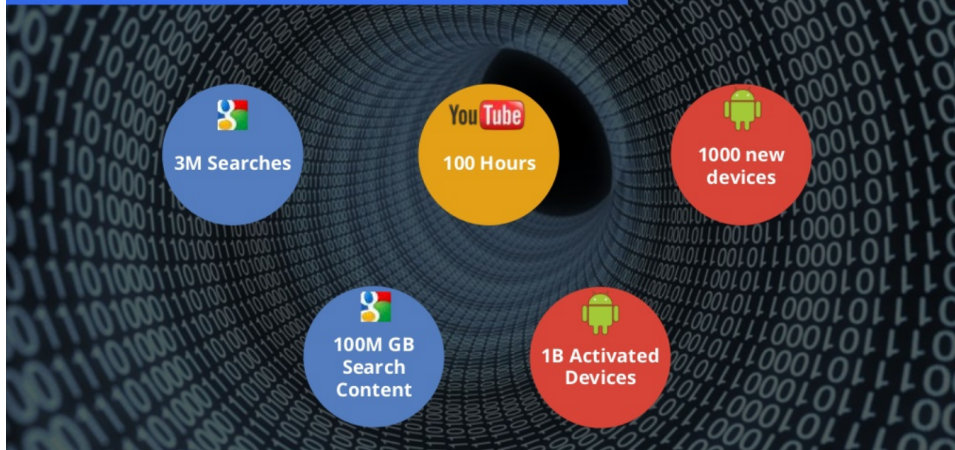 3M Searches
You Tube
100 Hours
1000 new
devices
100M GB
Search
Content
1B Activated
Devices